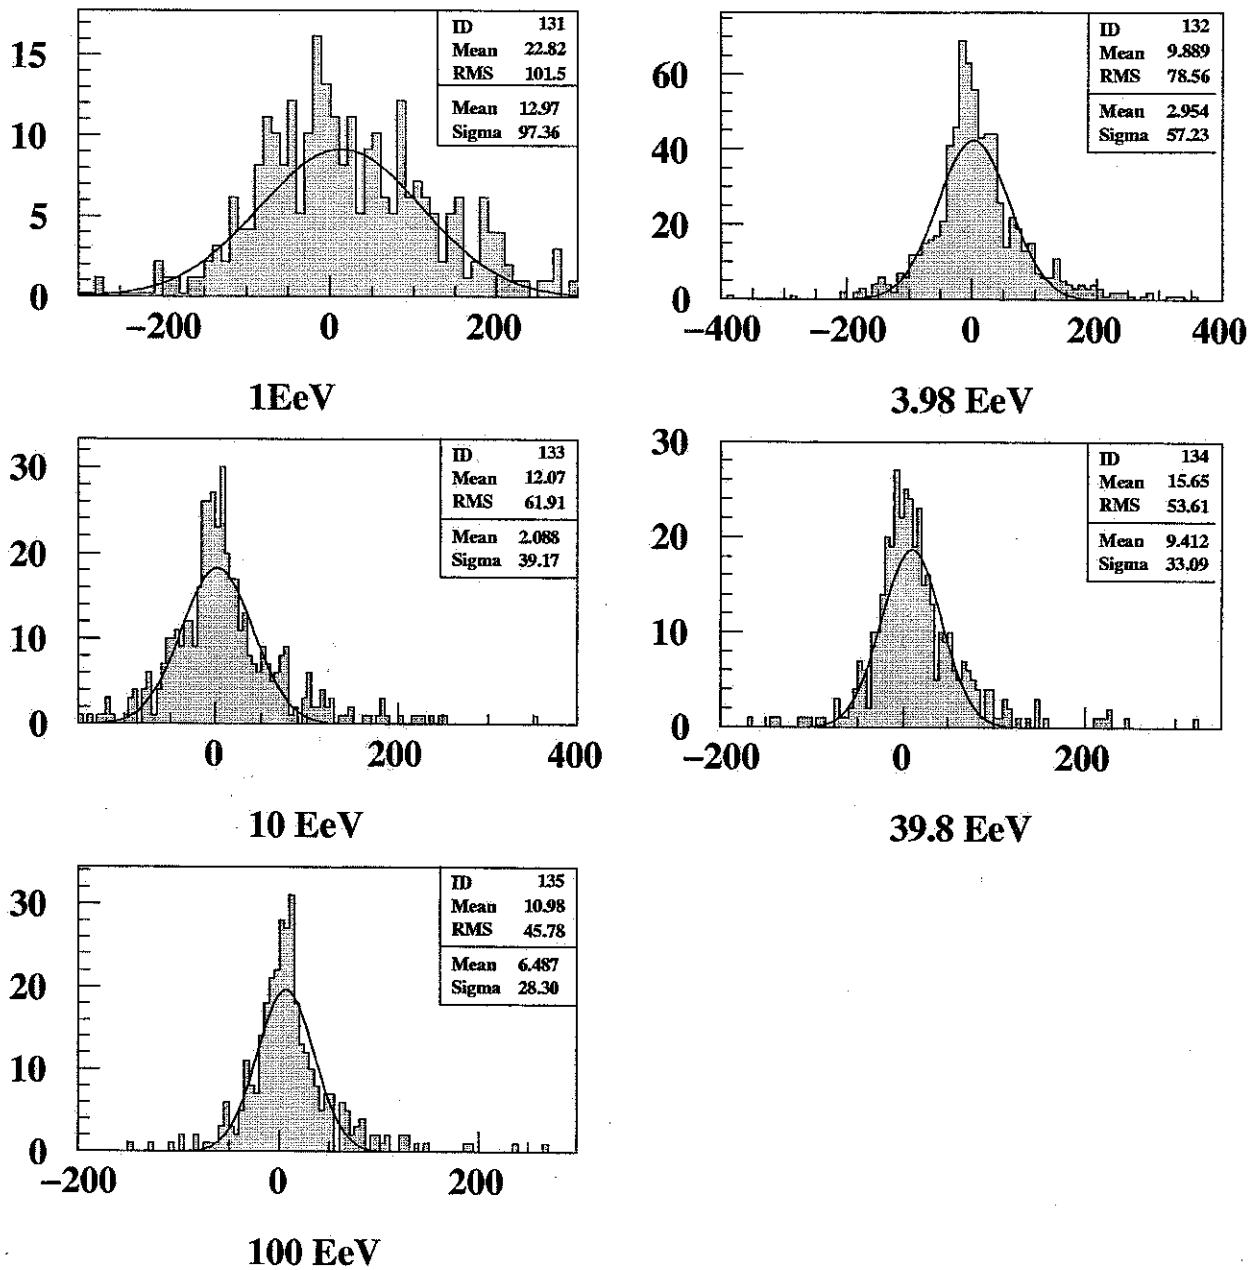 ID 131
Mean 22.82
RMS 101.5
Mean 12.97
Sigma 97.36
15
10
5
0
−200 0 200
1EeV
ID 132
Mean 9.889
RMS 78.56
Mean 2.954
Sigma 57.23
60
40
20
0
−400 −200 0 200 400
3.98 EeV
ID 133
Mean 12.07
RMS 61.91
Mean 2.088
Sigma 39.17
30
20
10
0
0 200 400
10 EeV
ID 134
Mean 15.65
RMS 53.61
Mean 9.412
Sigma 33.09
30
20
10
0
−200 0 200
39.8 EeV
ID 135
Mean 10.98
RMS 45.78
Mean 6.487
Sigma 28.30
30
20
10
0
−200 0 200
100 EeV